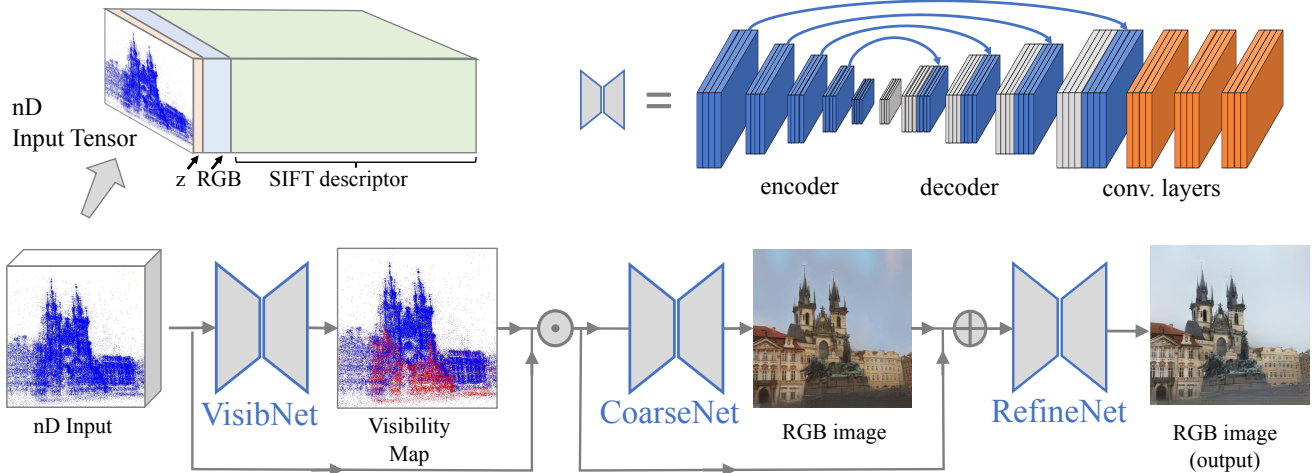 nD
Input Tensor
z RGB SIFT descriptor
=
encoder decoder conv. layers
nD Input
VisibNet
Visibility
Map
CoarseNet
RGB image
RefineNet
RGB image
(output)